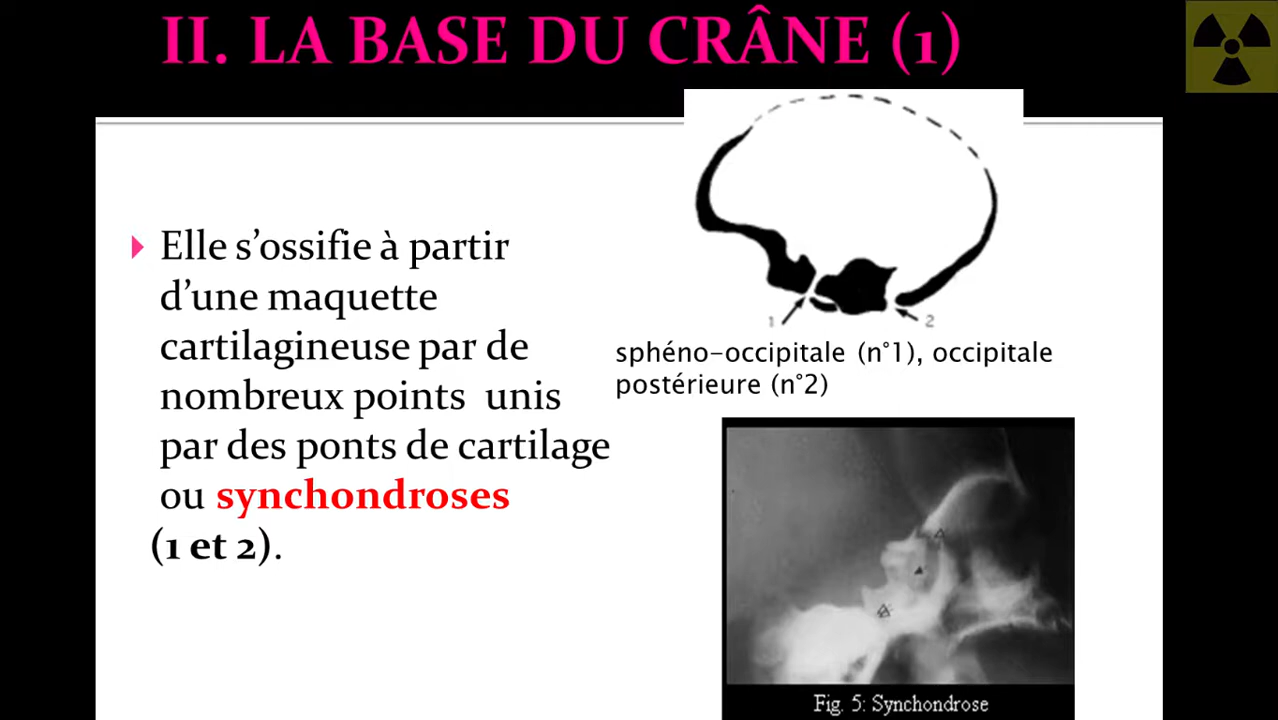 II. LA BASE DU CRÂNE (1)
Elle s’ossifie à partir
d’une maquette
cartilagineuse par de
nombreux points unis
par des ponts de cartilage
ou synchondroses
(1 et 2).
1
2
sphéno-occipitale (n°1), occipitale
postérieure (n°2)
Fig. 5: Synchondrose